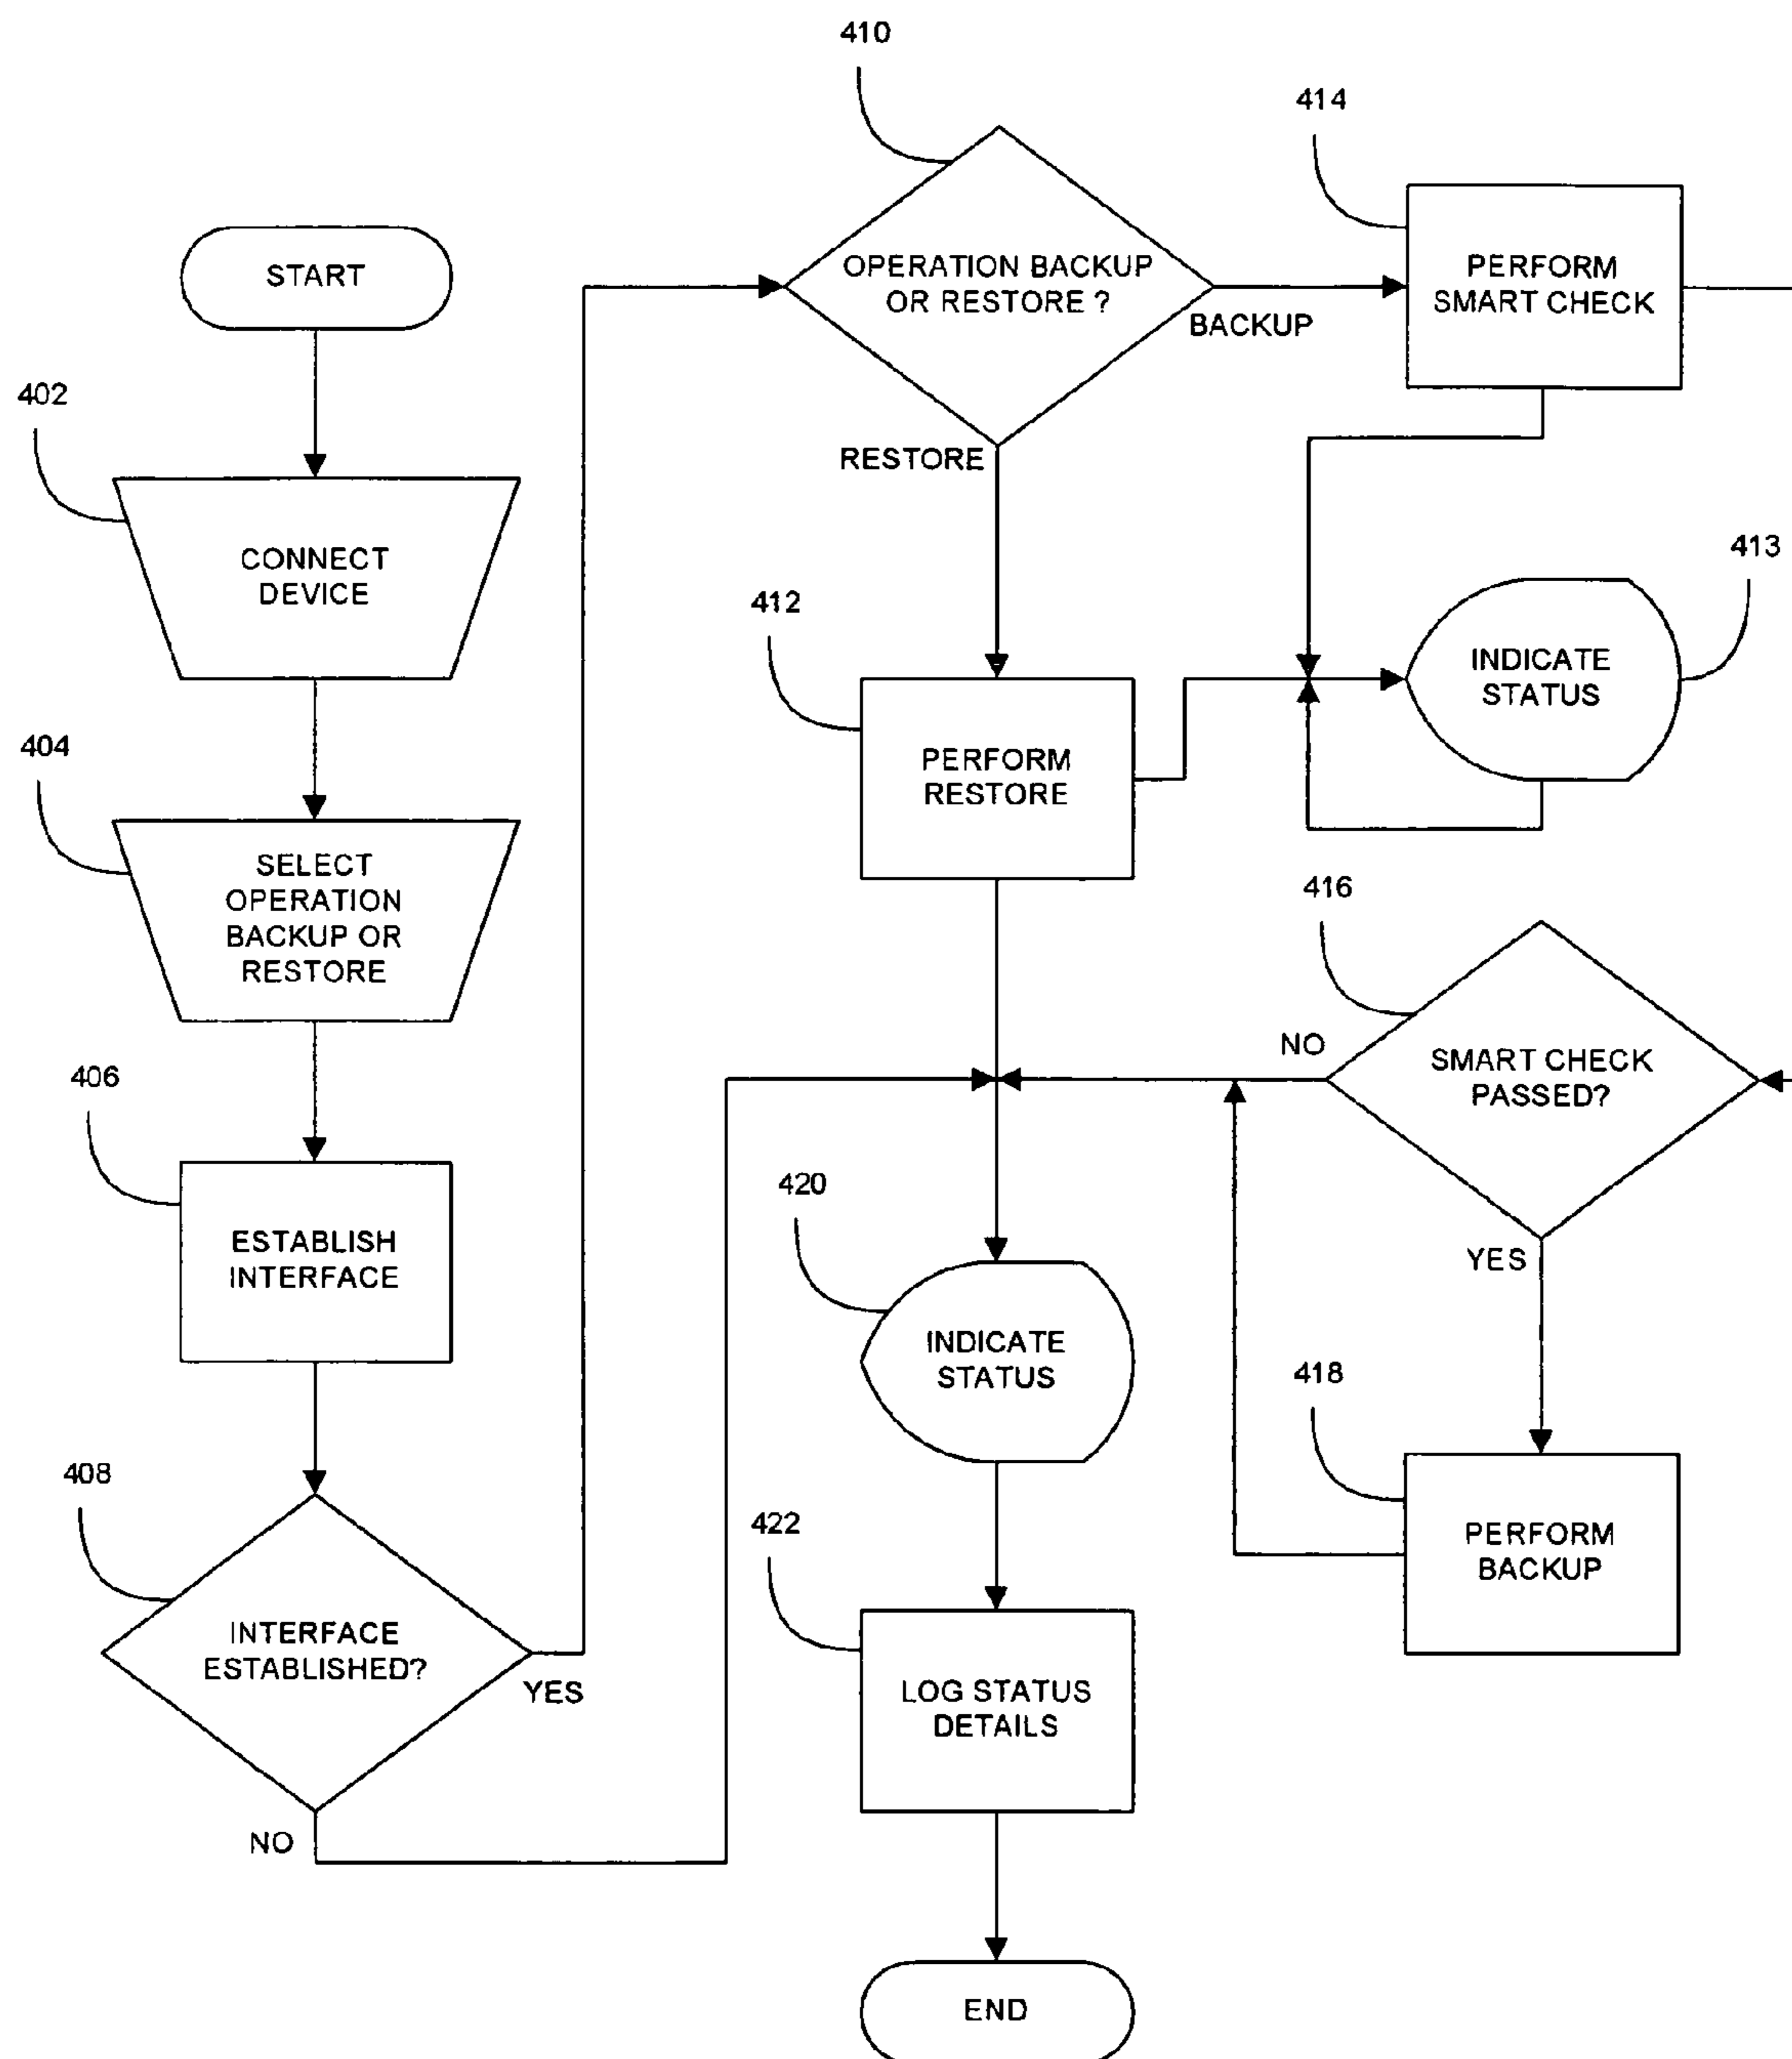 START
402
CONNECT
DEVICE
404
SELECT
OPERATION
BACKUP OR
RESTORE
406
ESTABLISH
INTERFACE
408
INTERFACE
ESTABLISHED?
YES
NO
410
OPERATION BACKUP
OR RESTORE ?
BACKUP
RESTORE
412
PERFORM
RESTORE
414
PERFORM
SMART CHECK
413
INDICATE
STATUS
416
SMART CHECK
PASSED?
NO
YES
418
PERFORM
BACKUP
420
INDICATE
STATUS
422
LOG STATUS
DETAILS
END